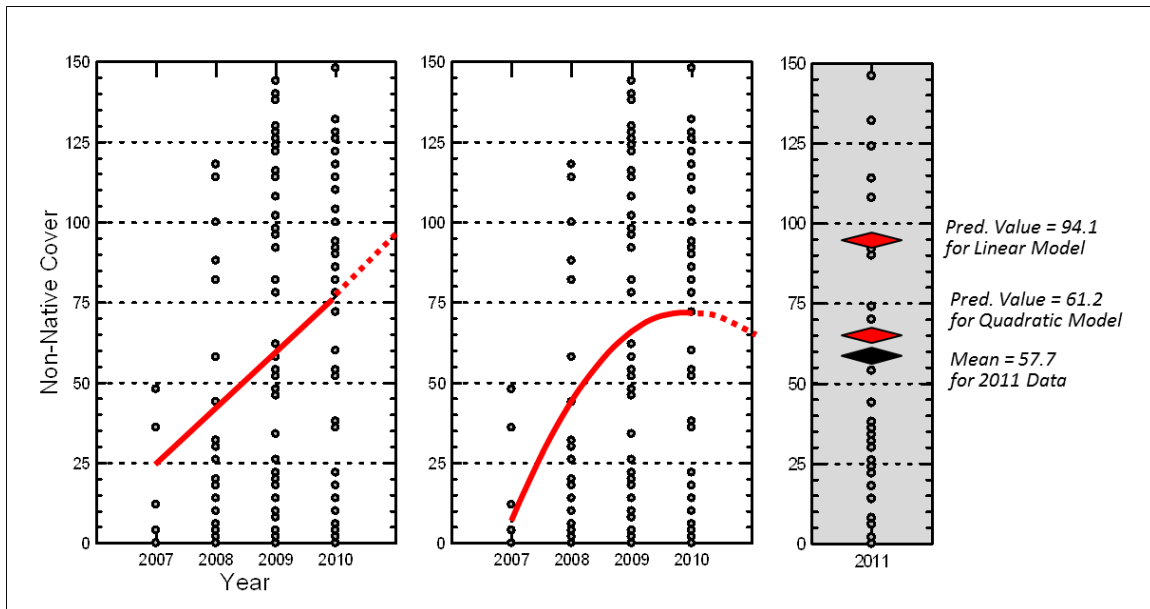 Non-Native Cover
150
125
100
75
50
25
0
2007 2008 2009 2010
Year
150
125
100
75
50
25
0
2007 2008 2009 2010
150
125
100
75
50
25
0
2011
Pred. Value = 94.1
for Linear Model
Pred. Value = 61.2
for Quadratic Model
Mean = 57.7
for 2011 Data